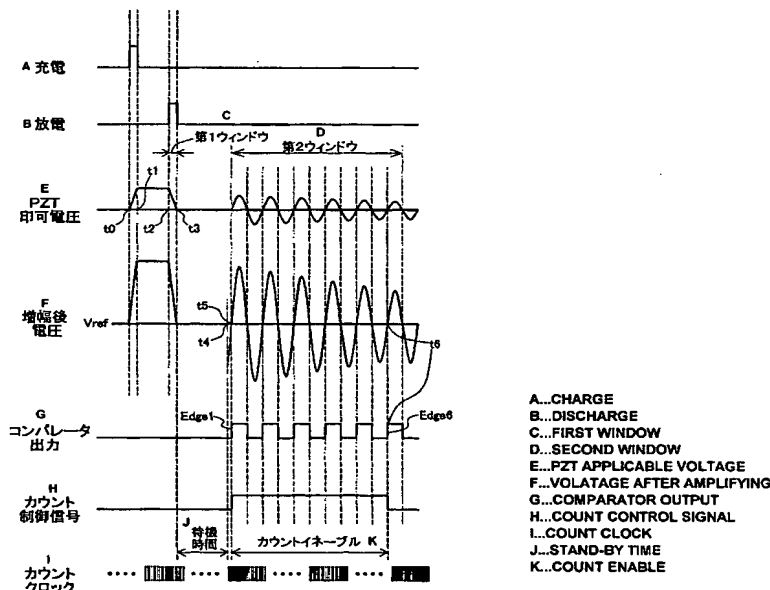 A 充電
B 放電
C
第1ウィンドウ
D
第2ウィンドウ
E
PZT
印可電圧
t0
t1
t2
t3
F
増幅後
電圧
Vref
t5
t4
t6
G
コンパレータ
出力
Edge1
Edge6
H
カウント
制御信号
J
待機
時間
カウントイネーブル K
I
カウント
クロック
A...CHARGE
B...DISCHARGE
C...FIRST WINDOW
D...SECOND WINDOW
E...PZT APPLICABLE VOLTAGE
F...VOLATAGE AFTER AMPLIFYING
G...COMPARATOR OUTPUT
H...COUNT CONTROL SIGNAL
I...COUNT CLOCK
J...STAND-BY TIME
K...COUNT ENABLE